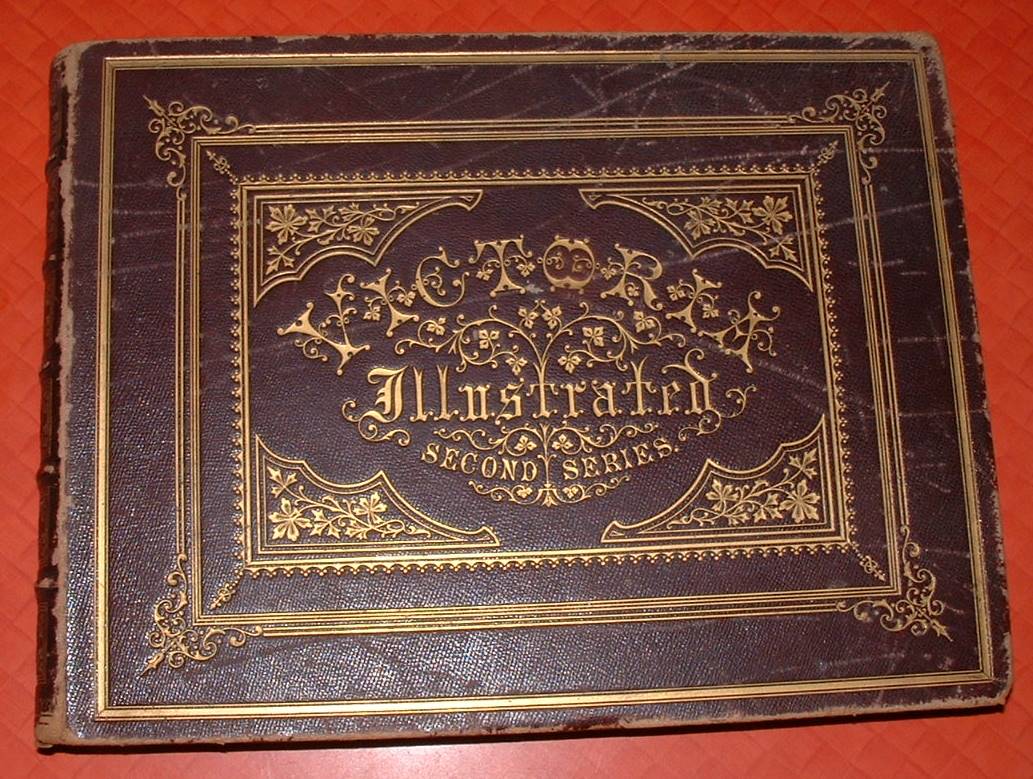 VICTORIA
Illustrated
SECOND SERIES.